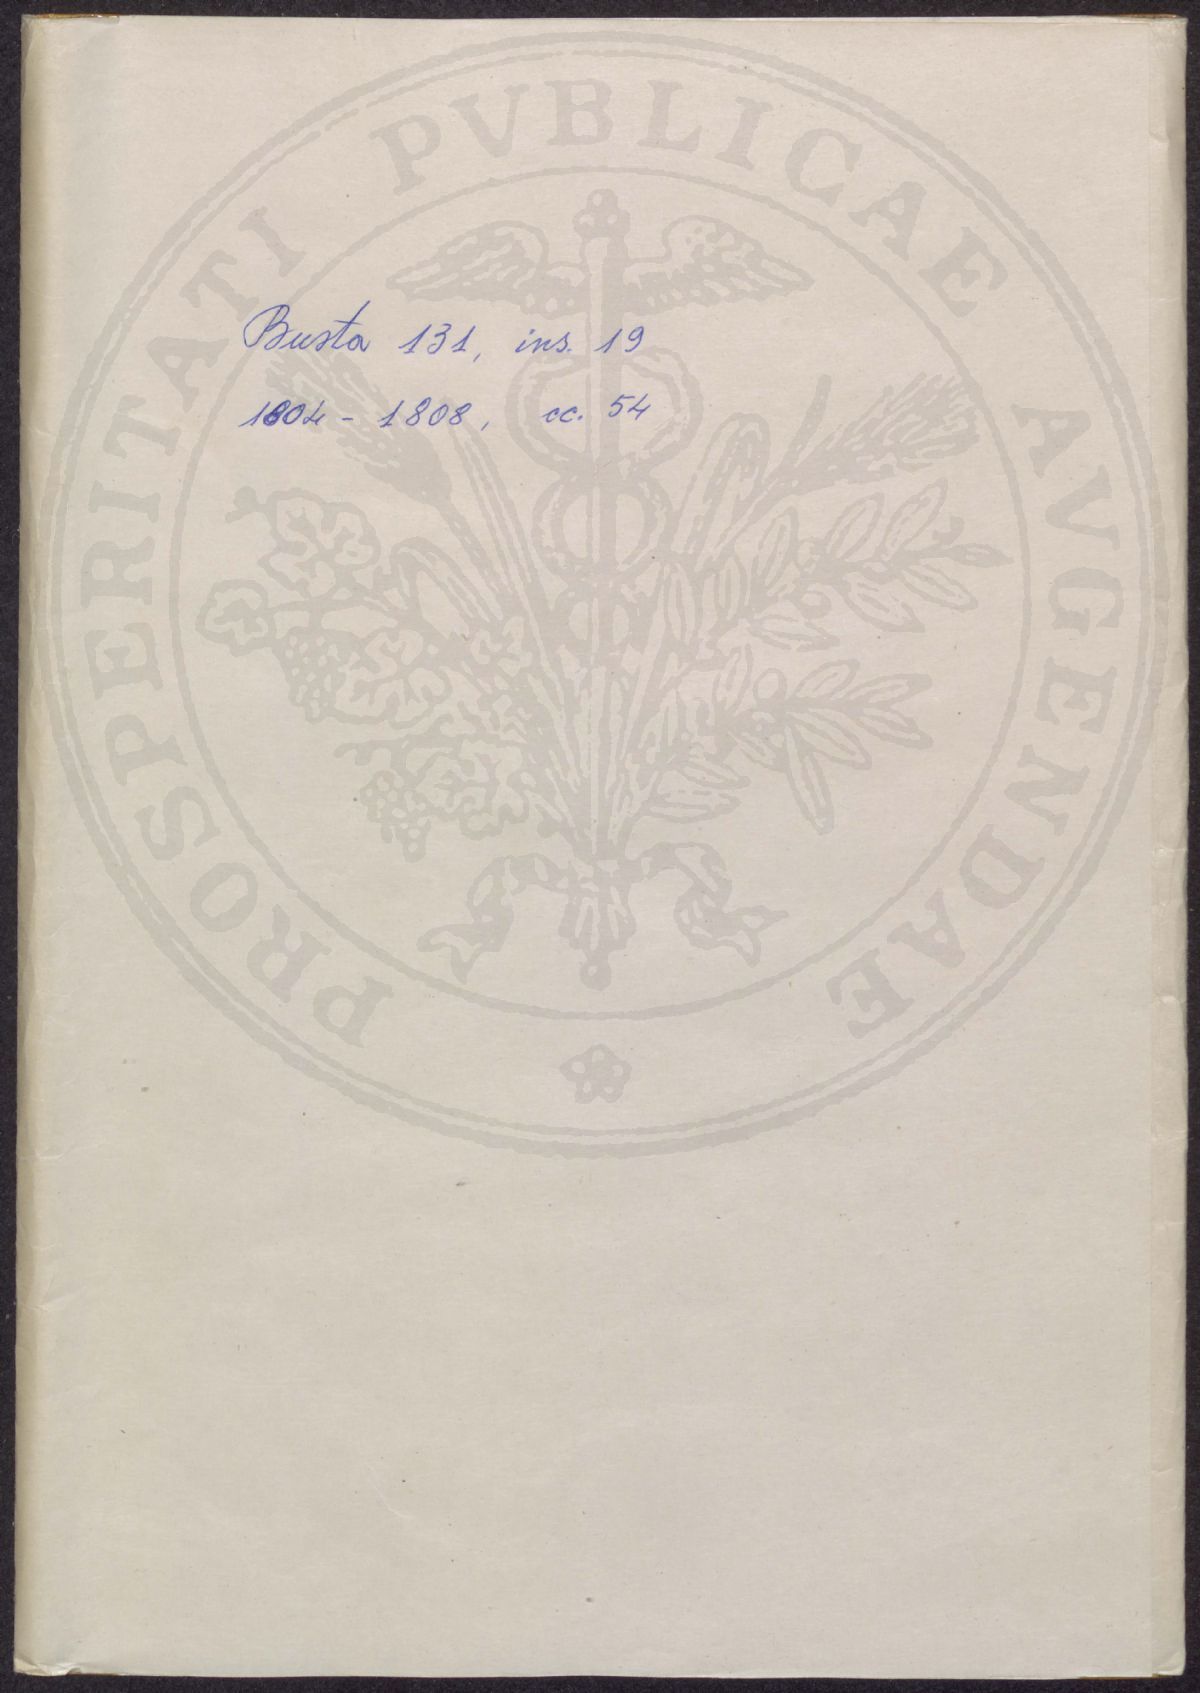 PROSPERITATI PVBLICAE AVGENDAE
Busta 131, ins. 19
1804 - 1808, cc. 54